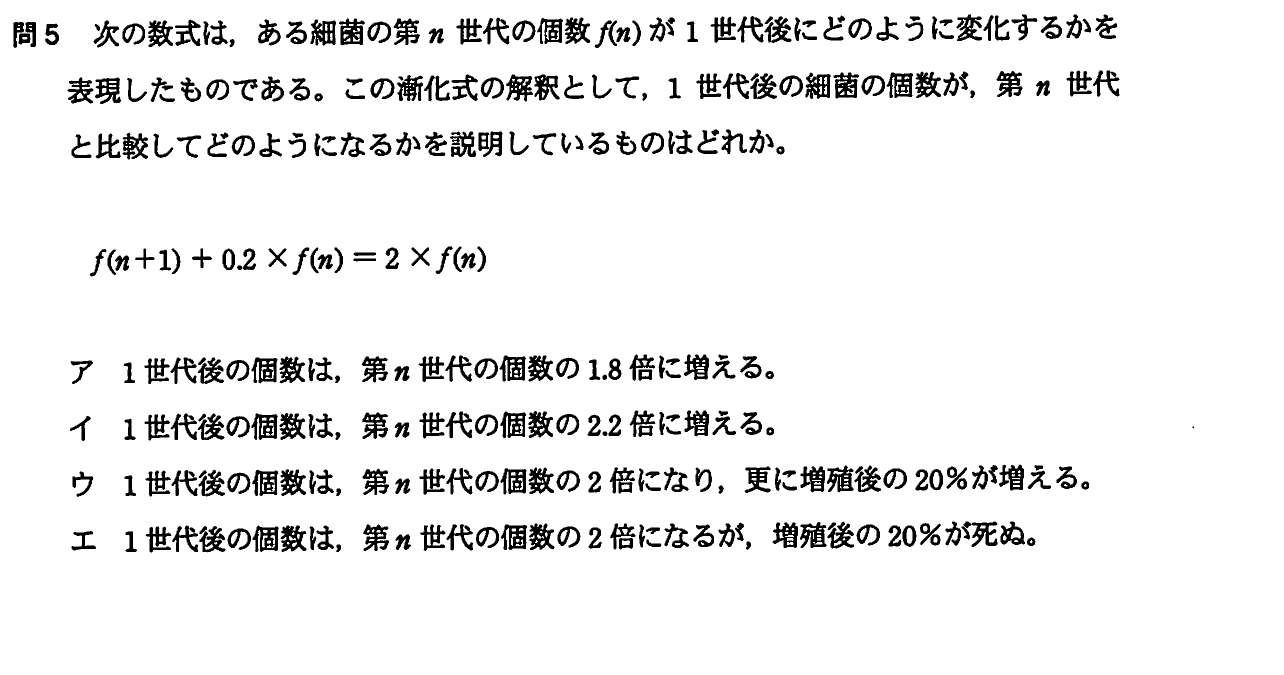 問5 次の数式は,ある細菌の第 n 世代の個数 f(n) が 1 世代後にどのように変化するかを
表現したものである。この漸化式の解釈として,1 世代後の細菌の個数が,第 n 世代
と比較してどのようになるかを説明しているものはどれか。
f(n+1) + 0.2 × f(n) = 2 × f(n)
ア 1 世代後の個数は,第 n 世代の個数の 1.8 倍に増える。
イ 1 世代後の個数は,第 n 世代の個数の 2.2 倍に増える。
ウ 1 世代後の個数は,第 n 世代の個数の 2 倍になり,更に増殖後の 20%が増える。
エ 1 世代後の個数は,第 n 世代の個数の 2 倍になるが,増殖後の 20%が死ぬ。